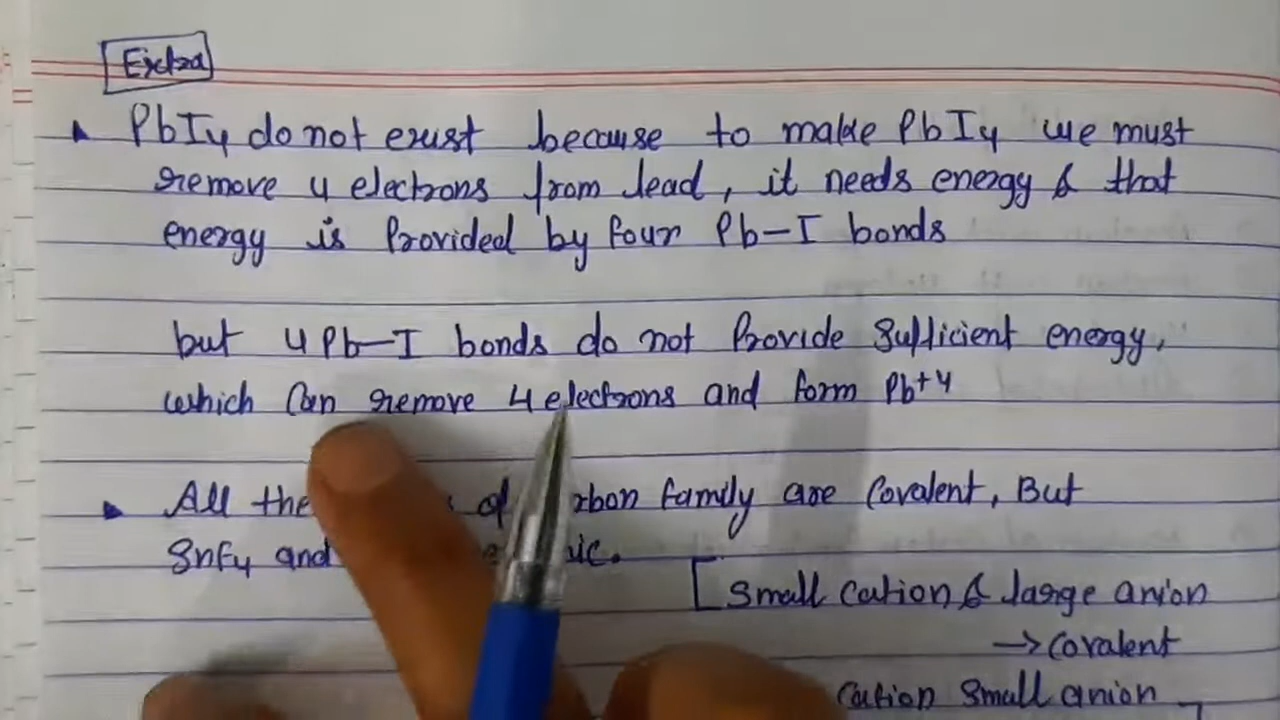 Extra
PbI4 do not exist because to make PbI4 we must
remove 4 electrons from lead, it needs energy & that
energy is Provided by four Pb-I bonds
but 4 Pb-I bonds do not Provide sufficient energy,
which Can remove 4 electrons and form Pb+4
All the of family are Covalent, But
SnF4 and
[Small Cation & large anion
→ Covalent
Cation Small anion